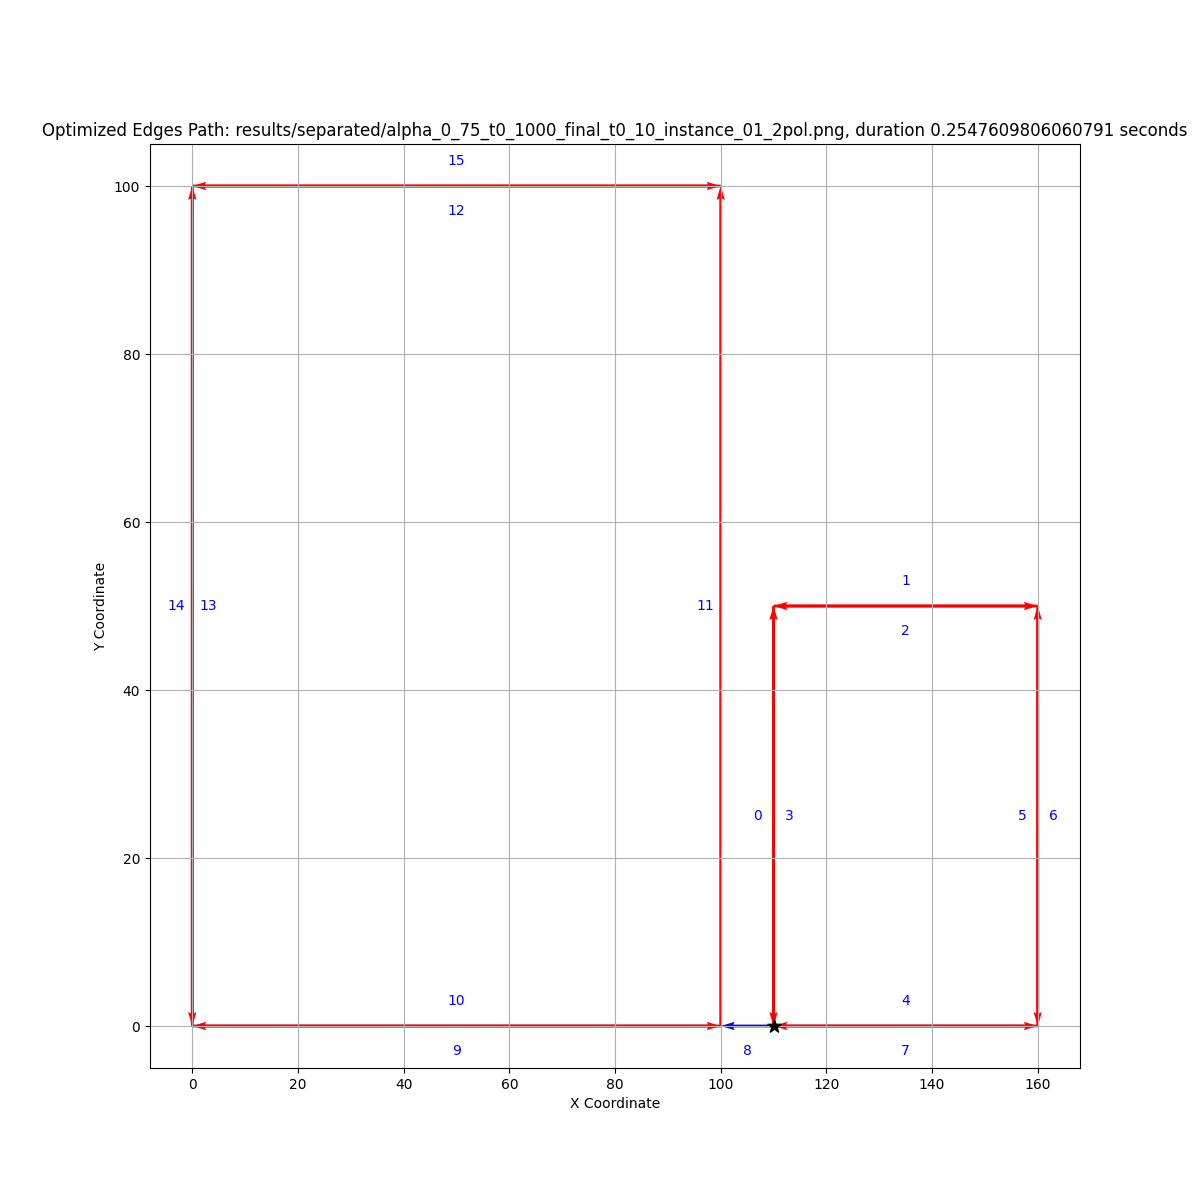 Optimized Edges Path: results/separated/alpha_0_75_t0_1000_final_t0_10_instance_01_2pol.png, duration 0.2547609806060791 seconds
15
100
12
80
60
1
14 13 11
2
Y Coordinate
40
0 3 5 6
20
10 4
0
9 8 7
0 20 40 60 80 100 120 140 160
X Coordinate